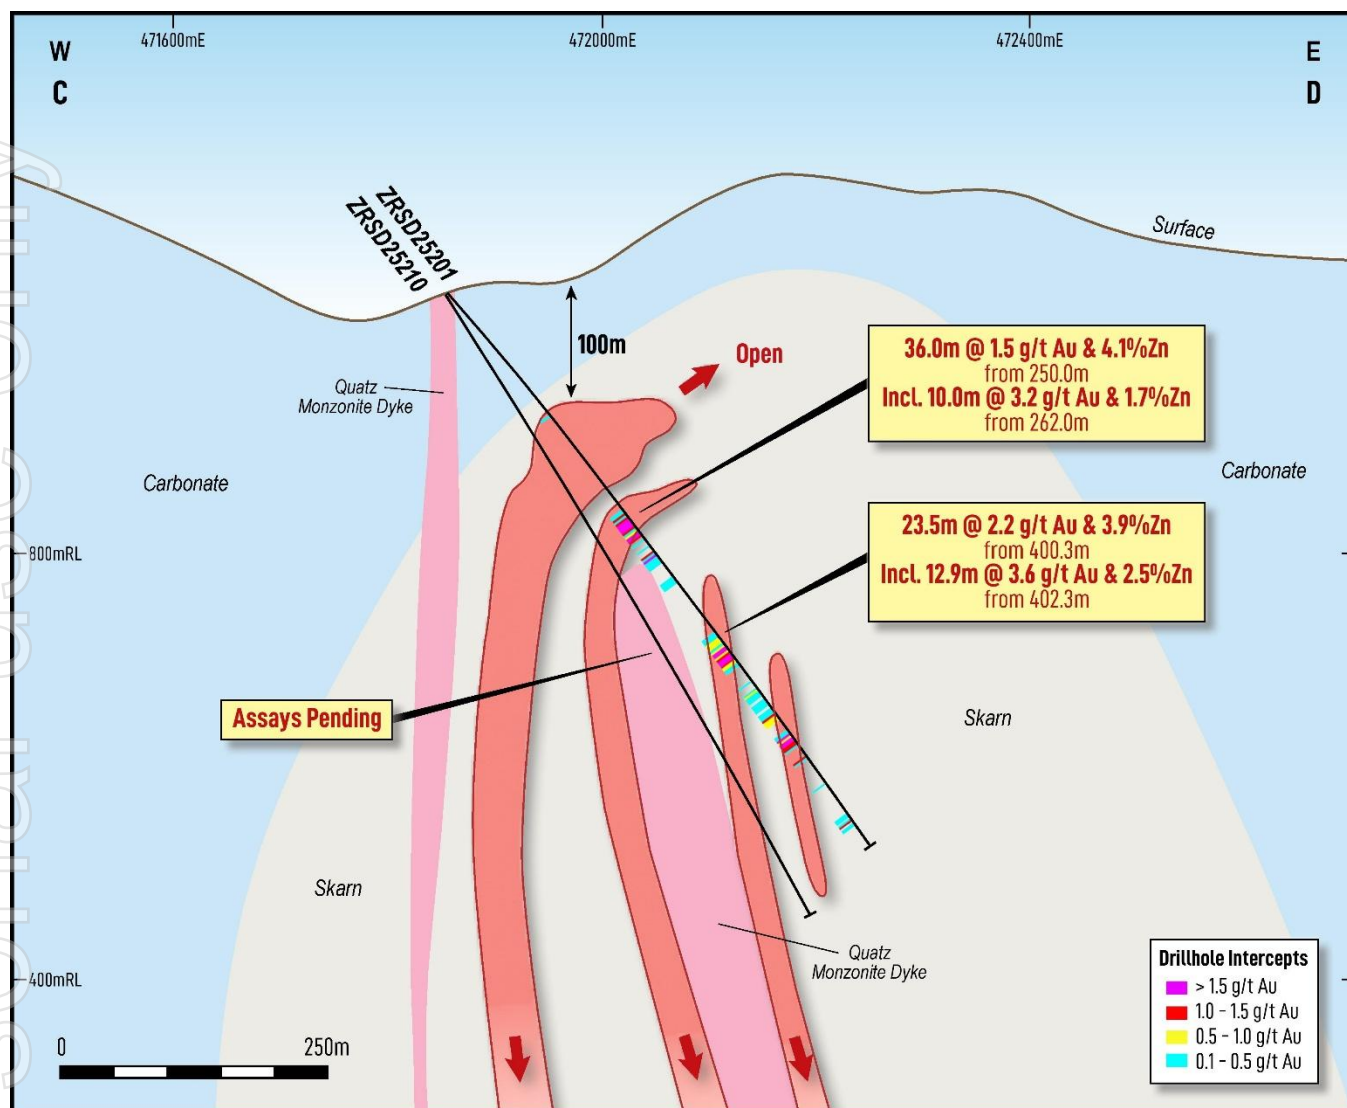 471600mE
472000mE
472400mE
W
C
E
D
ZRSD25201
ZRSD25210
Surface
100m
Open
36.0m @ 1.5 g/t Au & 4.1%Zn
from 250.0m
Incl. 10.0m @ 3.2 g/t Au & 1.7%Zn
from 262.0m
Quatz
Monzonite Dyke
Carbonate
Carbonate
23.5m @ 2.2 g/t Au & 3.9%Zn
from 400.3m
Incl. 12.9m @ 3.6 g/t Au & 2.5%Zn
from 402.3m
800mRL
Assays Pending
Skarn
Skarn
Quatz
Monzonite Dyke
400mRL
0 250m
Drillhole Intercepts
> 1.5 g/t Au
1.0 - 1.5 g/t Au
0.5 - 1.0 g/t Au
0.1 - 0.5 g/t Au